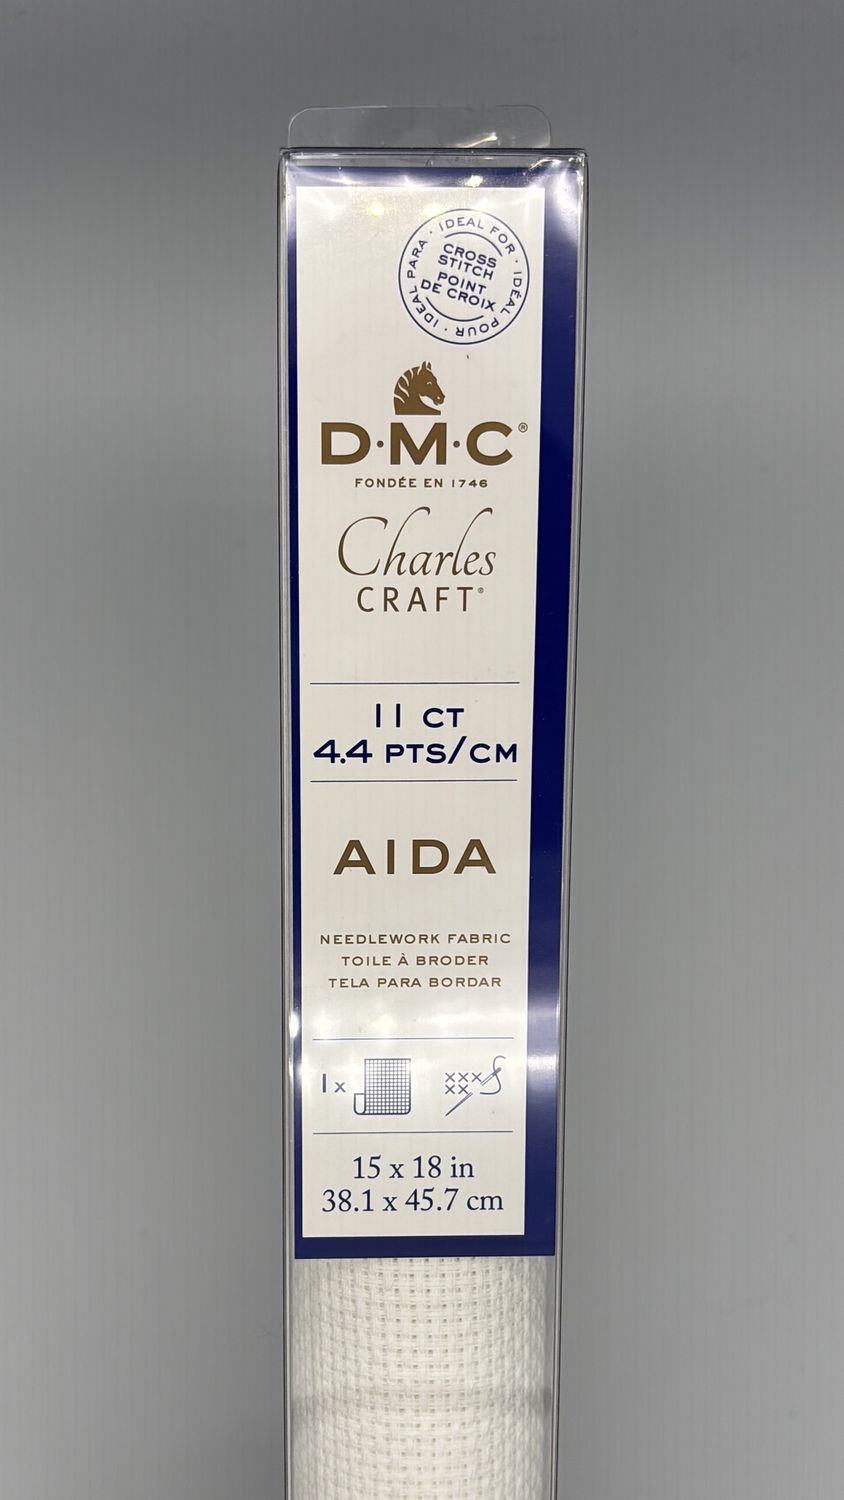 IDEAL FOR · IDÉAL POUR · IDEAL PARA ·
CROSS
STITCH
POINT
DE CROIX
D·M·C®
FONDÉE EN 1746
Charles
CRAFT®
11 CT
4.4 PTS/CM
AIDA
NEEDLEWORK FABRIC
TOILE À BRODER
TELA PARA BORDAR
1 x
15 x 18 in
38.1 x 45.7 cm